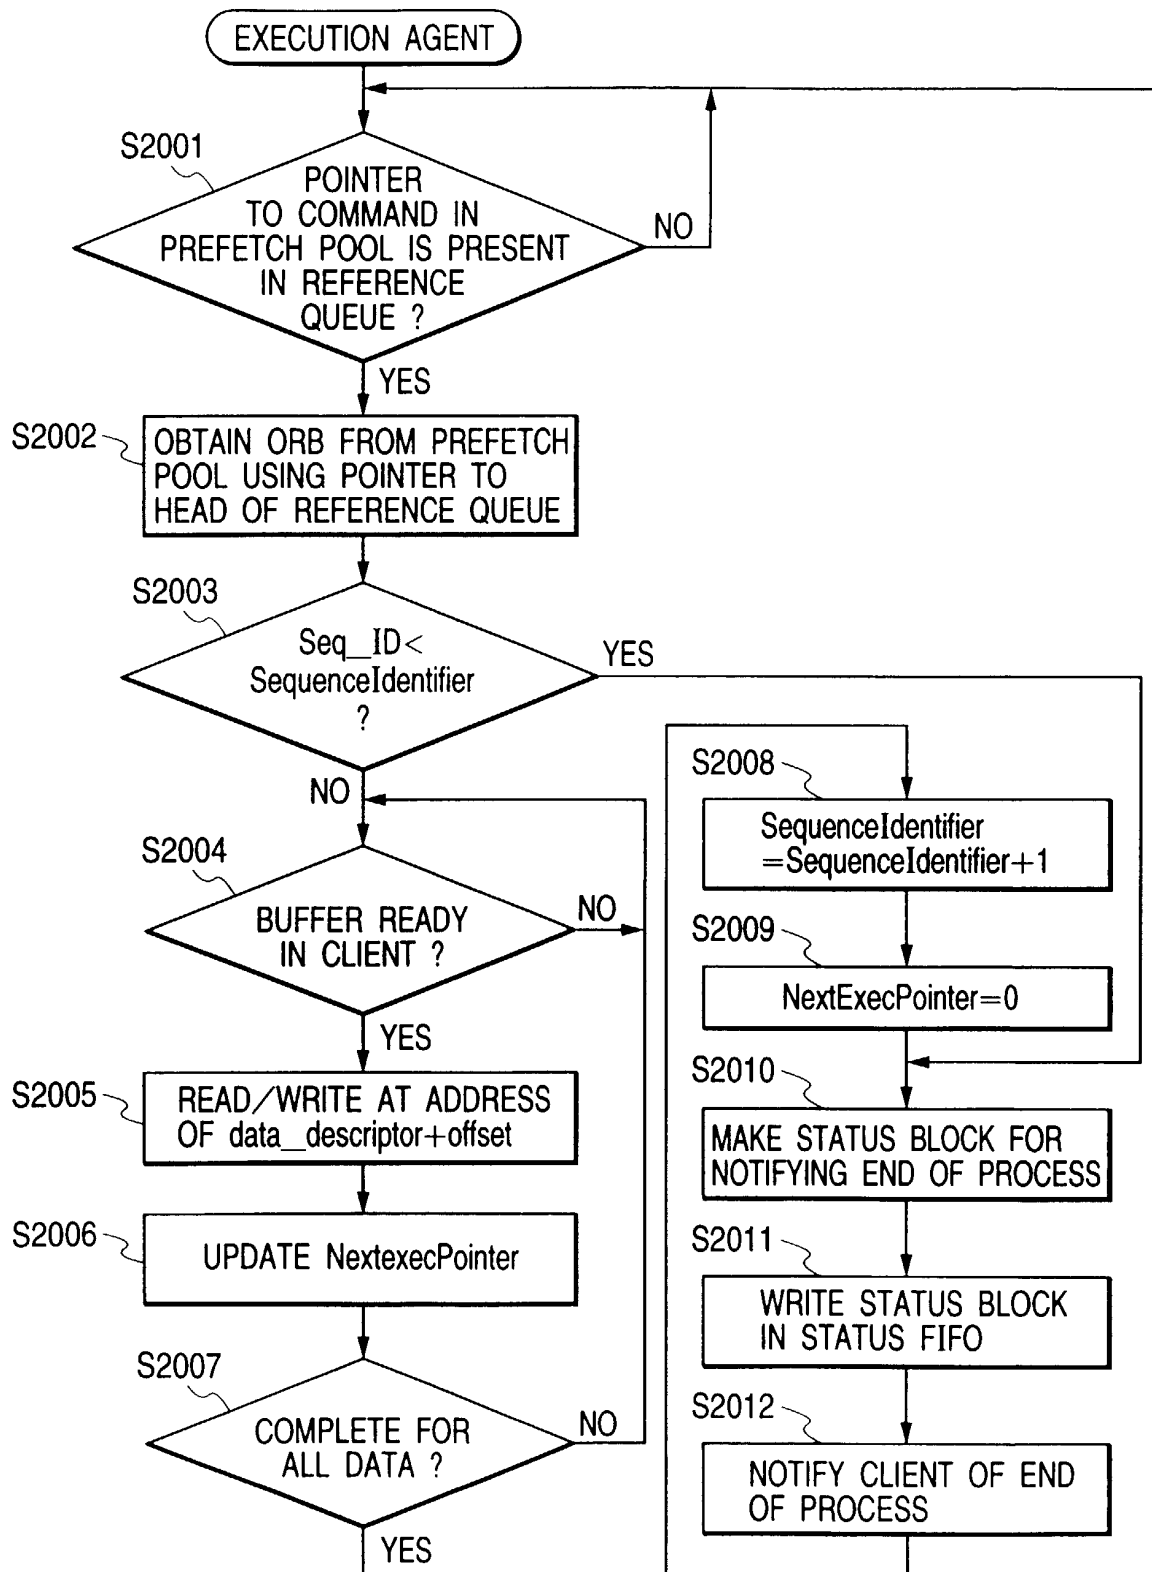 EXECUTION AGENT
S2001
POINTER
TO COMMAND IN
PREFETCH POOL IS PRESENT
IN REFERENCE
QUEUE ?
NO
YES
S2002
OBTAIN ORB FROM PREFETCH
POOL USING POINTER TO
HEAD OF REFERENCE QUEUE
S2003
Seq_ID<
SequenceIdentifier
?
YES
NO
S2004
BUFFER READY
IN CLIENT ?
NO
YES
S2005
READ/WRITE AT ADDRESS
OF data_descriptor+offset
S2006
UPDATE NextexecPointer
S2007
COMPLETE FOR
ALL DATA ?
NO
YES
S2008
SequenceIdentifier
=SequenceIdentifier+1
S2009
NextExecPointer=0
S2010
MAKE STATUS BLOCK FOR
NOTIFYING END OF PROCESS
S2011
WRITE STATUS BLOCK
IN STATUS FIFO
S2012
NOTIFY CLIENT OF END
OF PROCESS